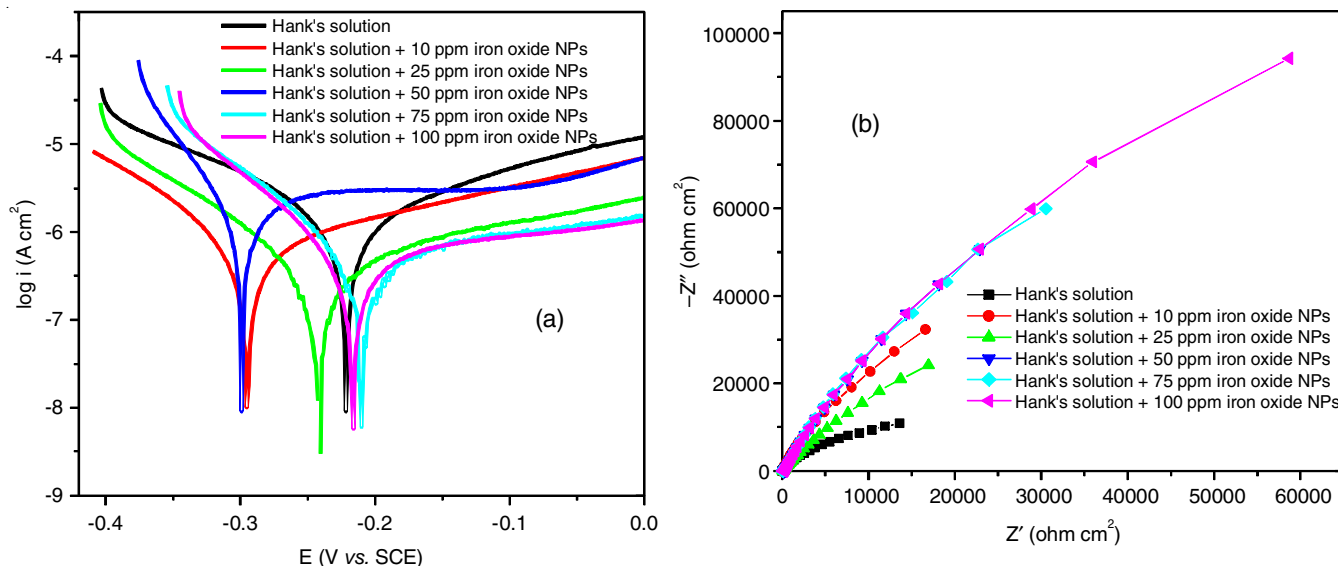 Hank's solution
Hank's solution + 10 ppm iron oxide NPs
Hank's solution + 25 ppm iron oxide NPs
Hank's solution + 50 ppm iron oxide NPs
Hank's solution + 75 ppm iron oxide NPs
Hank's solution + 100 ppm iron oxide NPs
-4
-5
-6
-7
-8
-9
log i (A cm²)
(a)
-0.4 -0.3 -0.2 -0.1 0.0
E (V vs. SCE)
100000
80000
60000
40000
20000
0
–Z″ (ohm cm²)
(b)
Hank's solution
Hank's solution + 10 ppm iron oxide NPs
Hank's solution + 25 ppm iron oxide NPs
Hank's solution + 50 ppm iron oxide NPs
Hank's solution + 75 ppm iron oxide NPs
Hank's solution + 100 ppm iron oxide NPs
0 10000 20000 30000 40000 50000 60000
Z′ (ohm cm²)